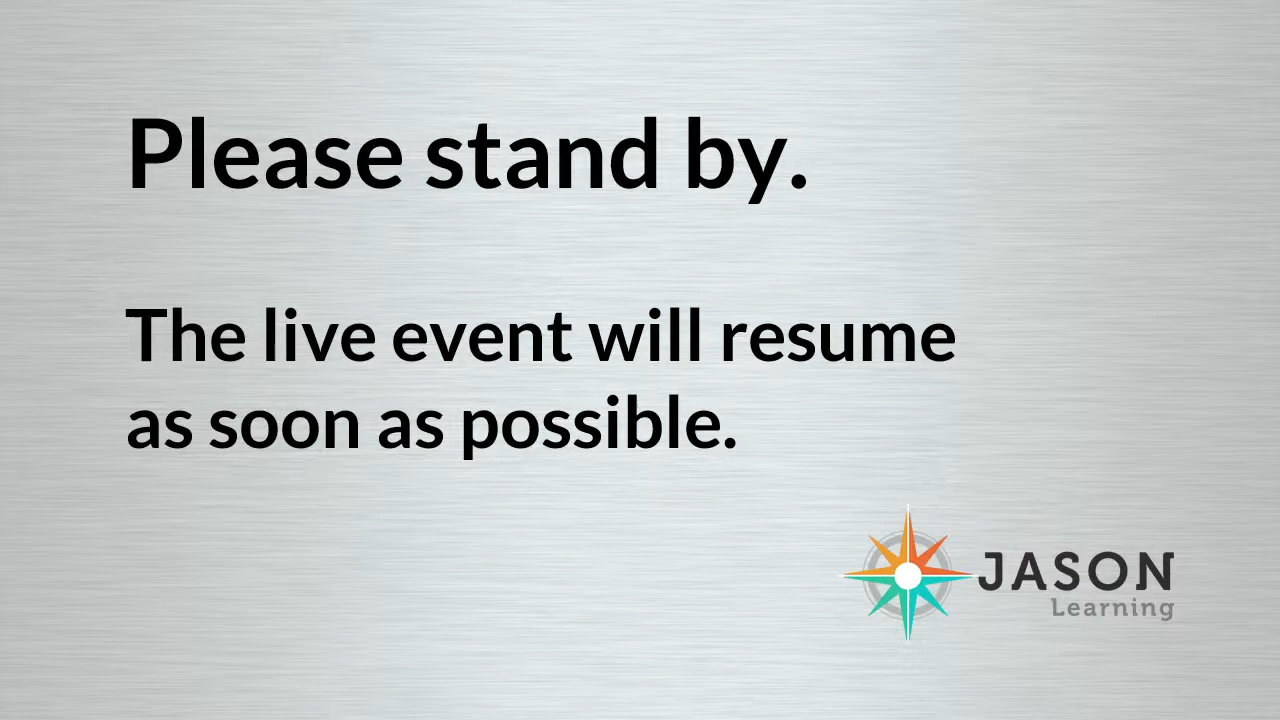 Please stand by.
The live event will resume
as soon as possible.
JASON
Learning